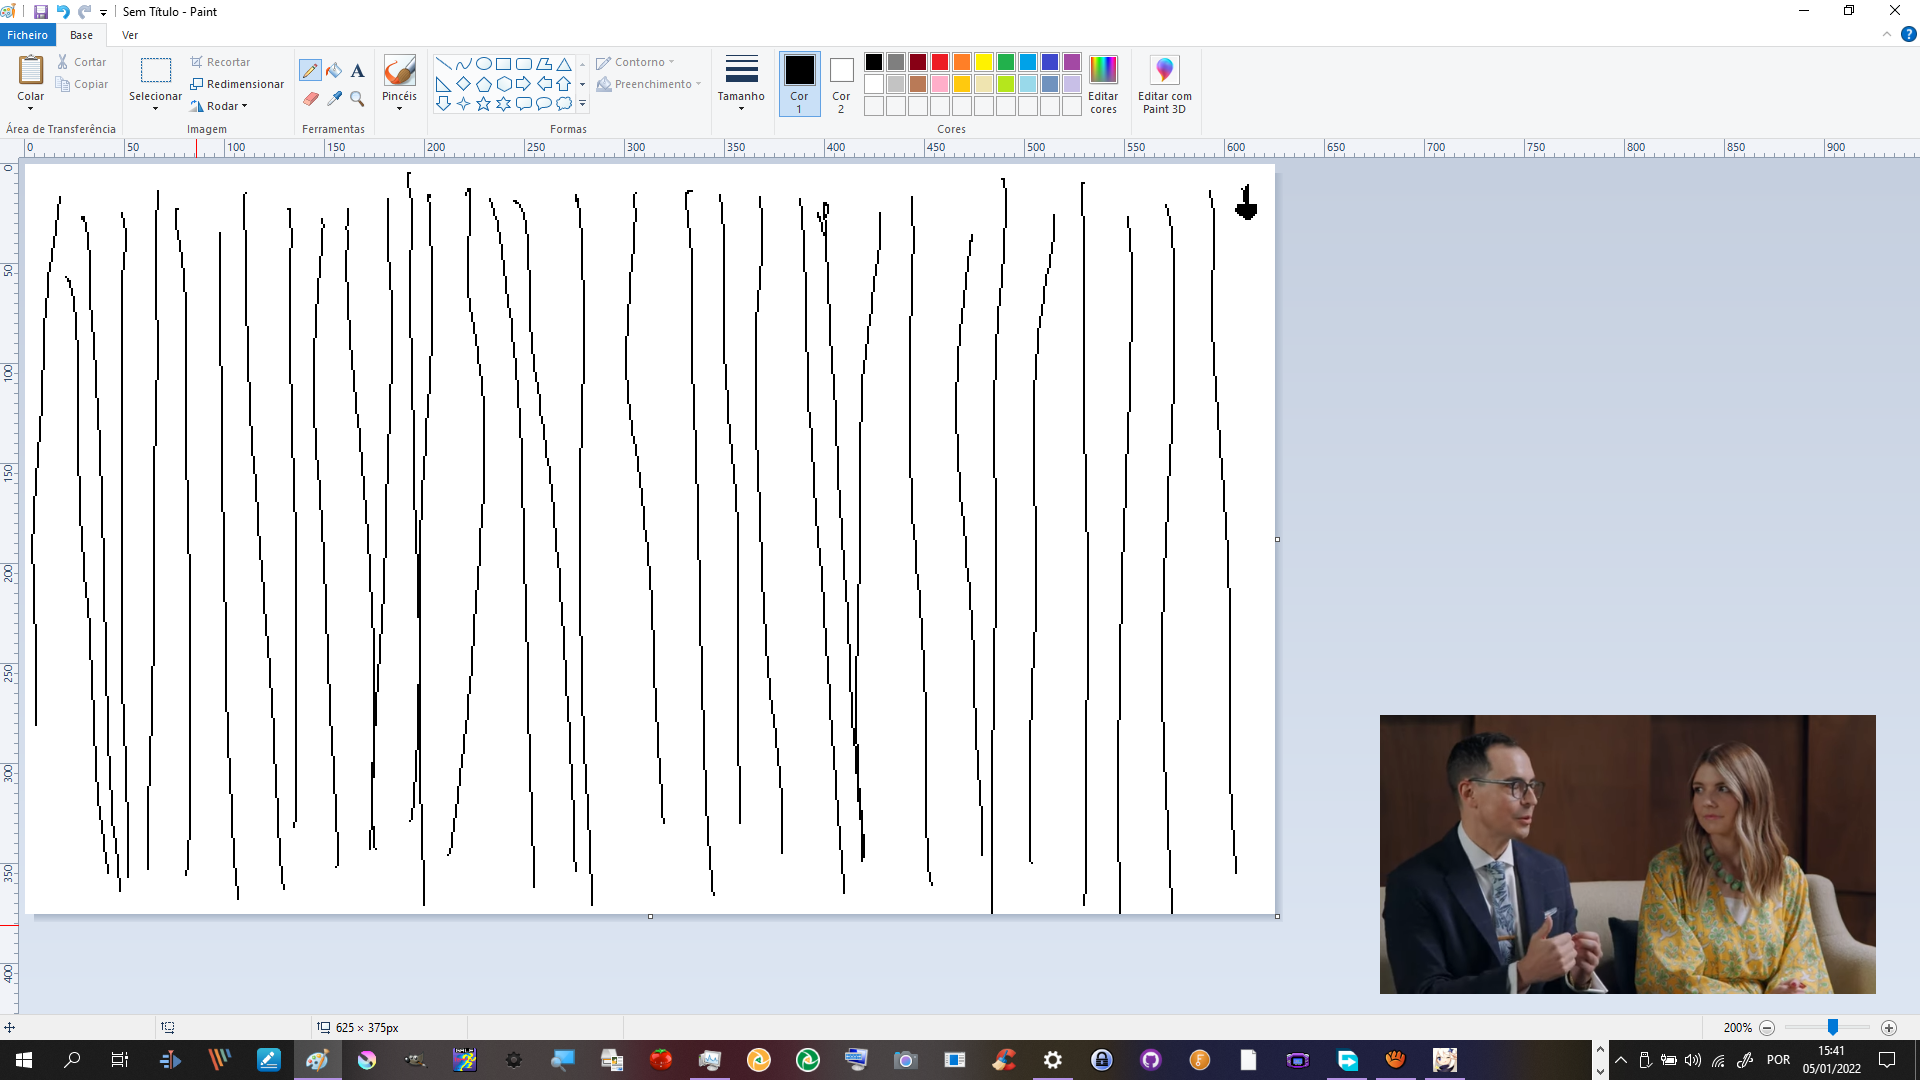 Sem Título - Paint
Ficheiro Base Ver
Colar
Cortar
Copiar
Área de Transferência
Selecionar
Recortar
Redimensionar
Rodar
Imagem
A
Ferramentas
Pincéis
Contorno
Preenchimento
Formas
Tamanho
Cor 1
Cor 2
Editar cores
Cores
Editar com Paint 3D
0 50 100 150 200 250 300 350 400 450 500 550 600 650 700 750 800 850 900
0
50
100
150
200
250
300
350
400
625 × 375px
200%
POR
15:41
05/01/2022